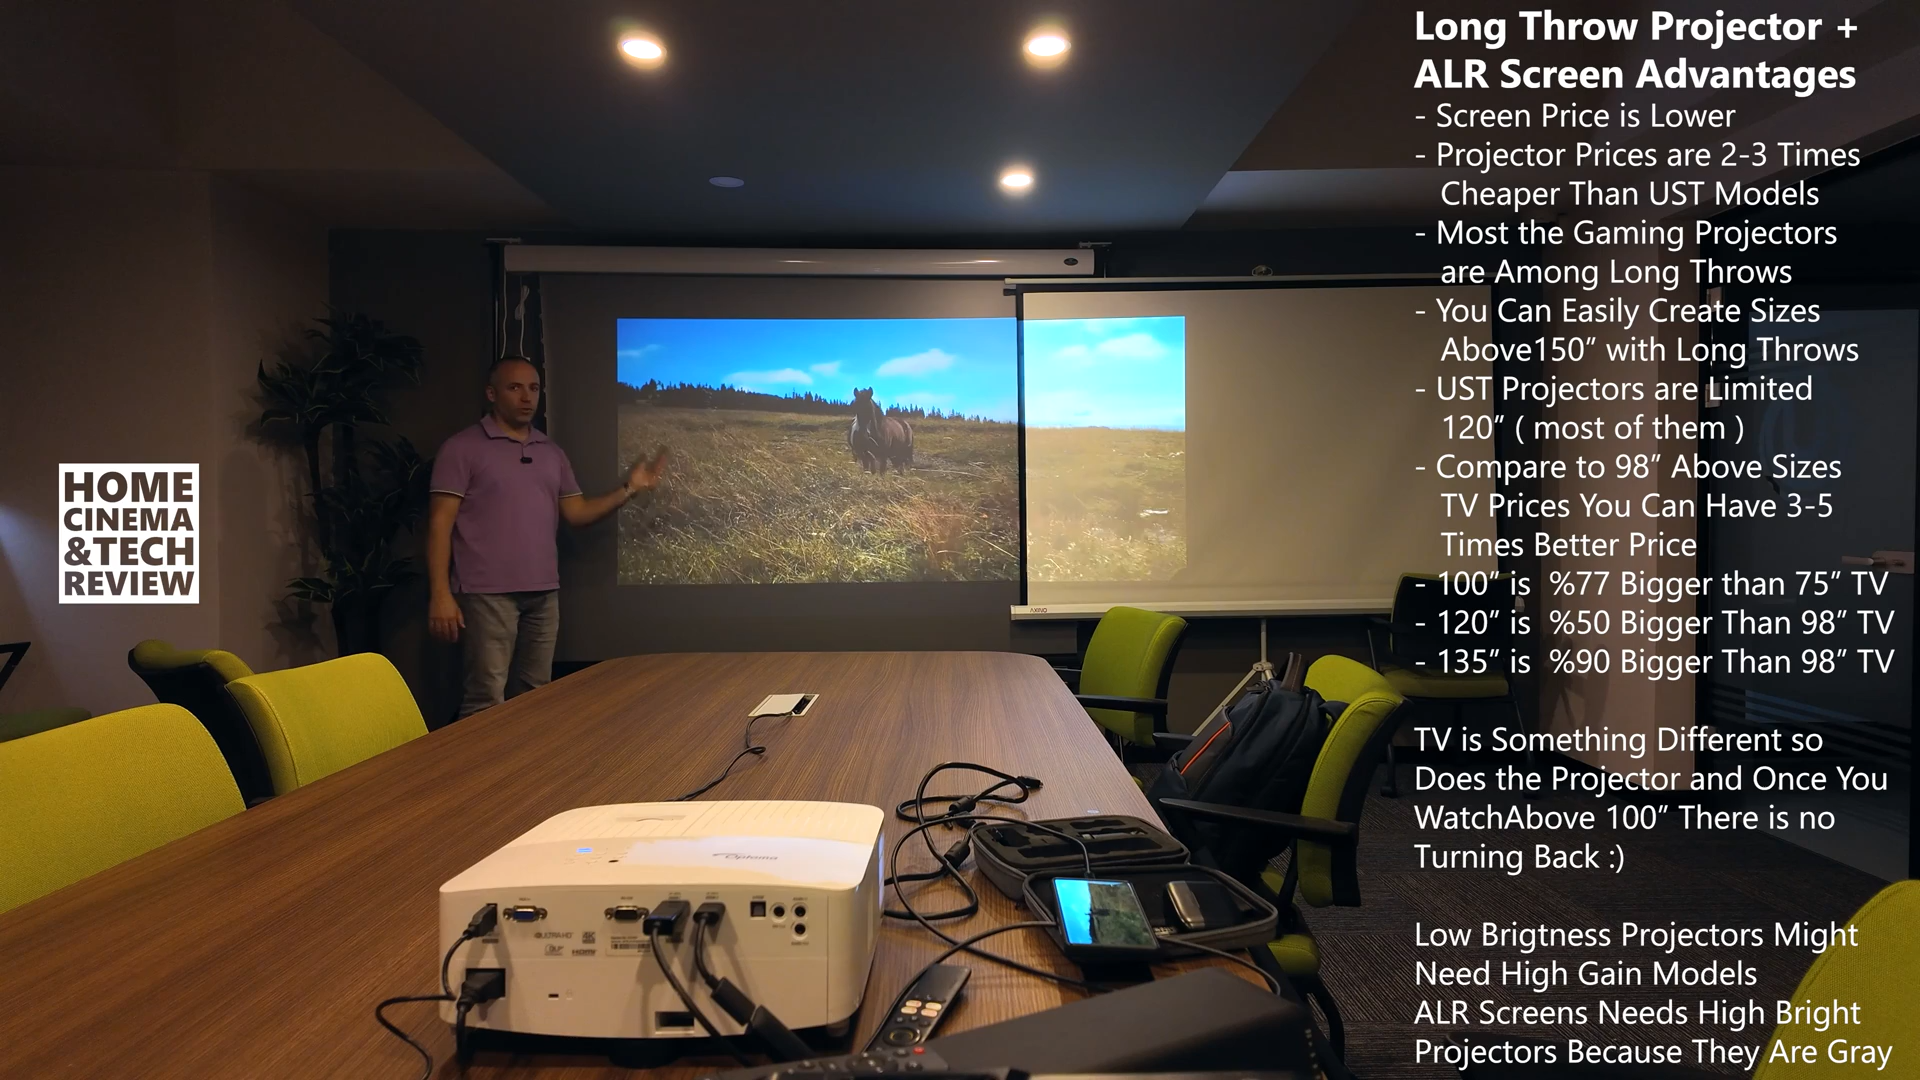 Long Throw Projector +
ALR Screen Advantages
- Screen Price is Lower
- Projector Prices are 2-3 Times
Cheaper Than UST Models
- Most the Gaming Projectors
are Among Long Throws
- You Can Easily Create Sizes
Above150” with Long Throws
- UST Projectors are Limited
120” ( most of them )
- Compare to 98” Above Sizes
TV Prices You Can Have 3-5
Times Better Price
- 100” is %77 Bigger than 75” TV
- 120” is %50 Bigger Than 98” TV
- 135” is %90 Bigger Than 98” TV
TV is Something Different so
Does the Projector and Once You
WatchAbove 100” There is no
Turning Back :)
Low Brigtness Projectors Might
Need High Gain Models
ALR Screens Needs High Bright
Projectors Because They Are Gray
HOME
CINEMA
&TECH
REVIEW
AXINO
Optoma
ULTRA HD
HDMI